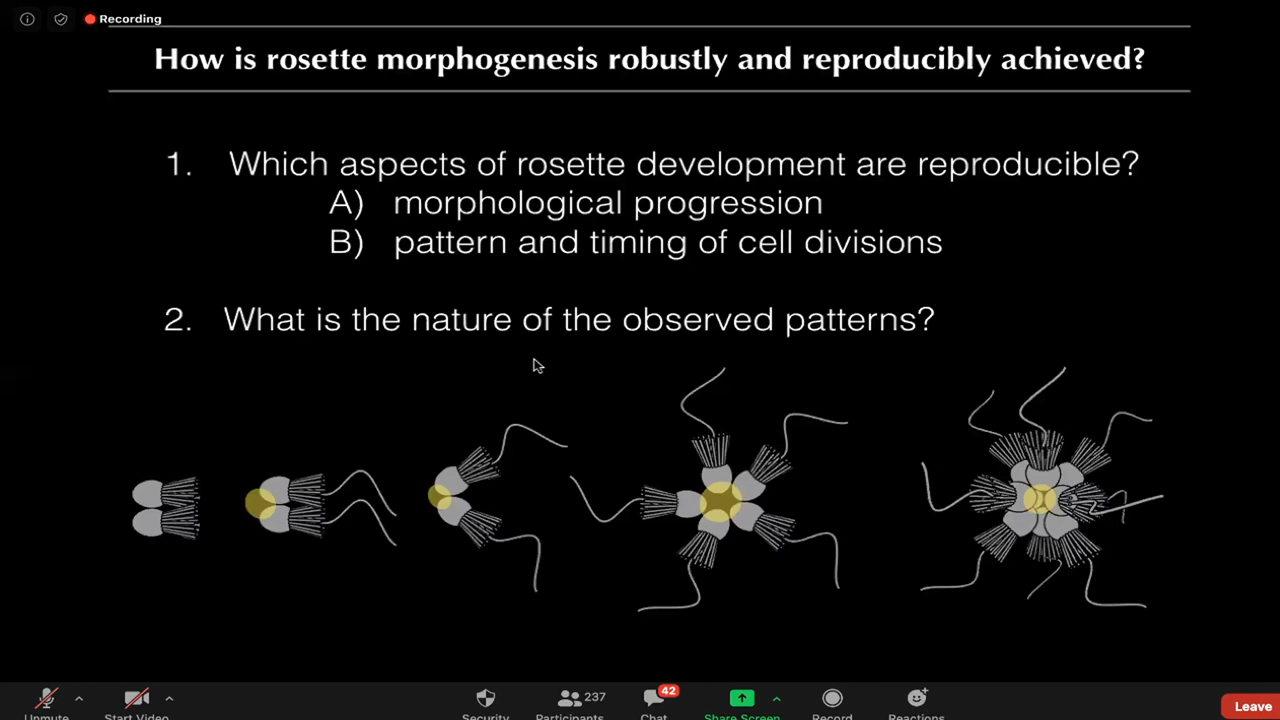 Recording
How is rosette morphogenesis robustly and reproducibly achieved?
1. Which aspects of rosette development are reproducible?
A) morphological progression
B) pattern and timing of cell divisions
2. What is the nature of the observed patterns?
Unmute
Start Video
Security
237
Participants
42
Chat
Share Screen
Record
Reactions
Leave